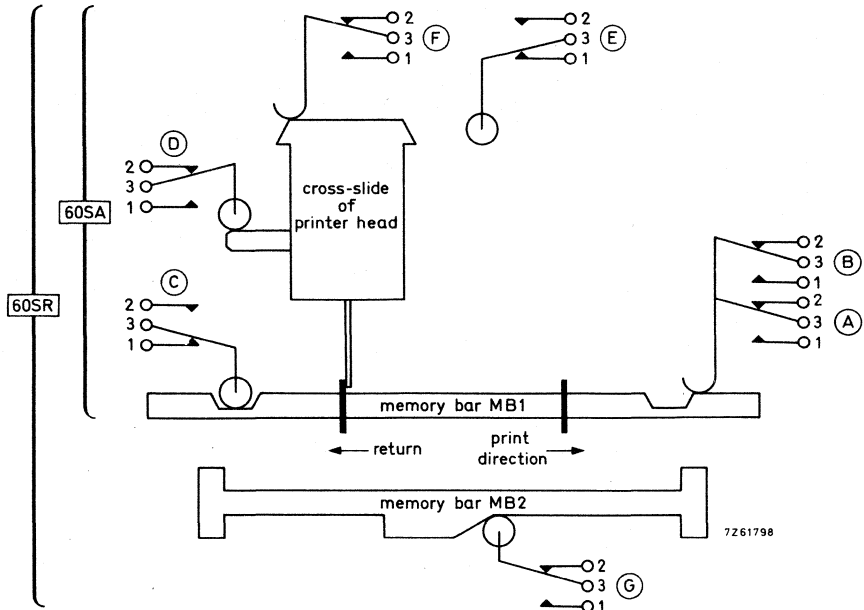 2
3 F
1
2
3 E
1
D
2
3
1
60SA
cross-slide
of
printer head
2
3 B
1
2
3 A
1
C
2
3
1
60SR
memory bar MB1
return
print
direction
memory bar MB2
7Z61798
2
3 G
1